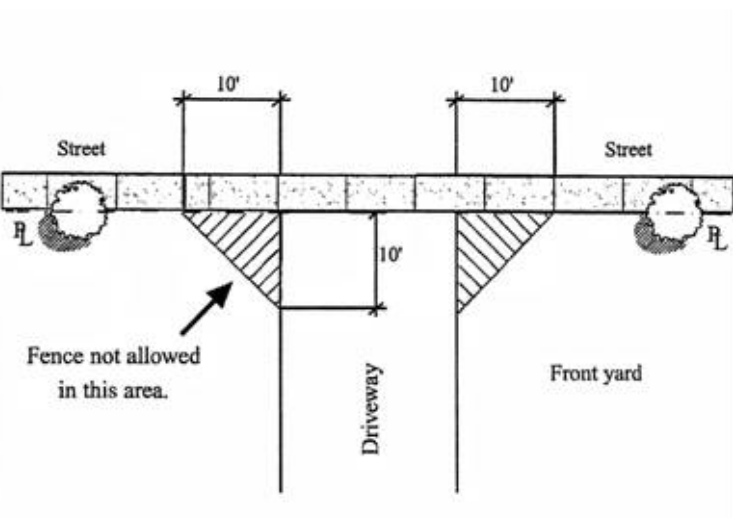 10'
10'
Street
Street
PL
PL
10'
Fence not allowed
in this area.
Driveway
Front yard